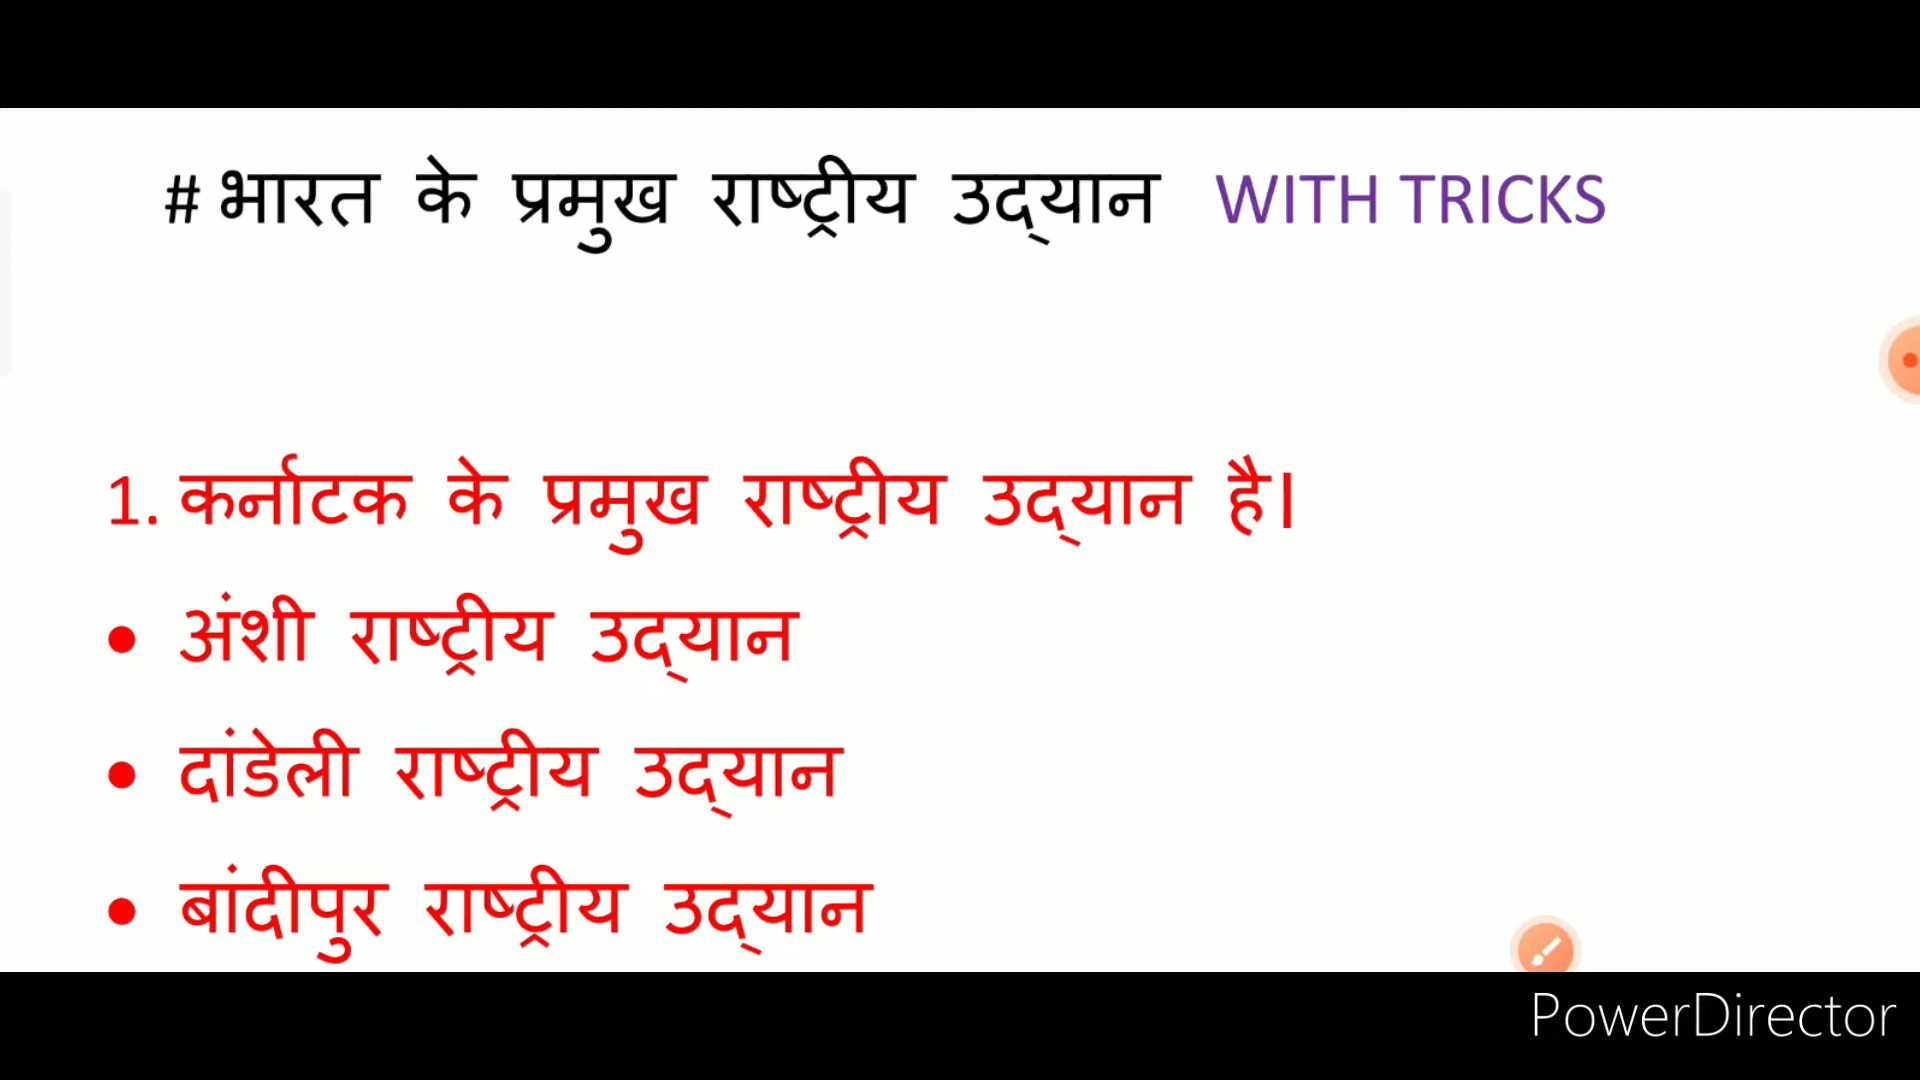 # भारत के प्रमुख राष्ट्रीय उद्यान WITH TRICKS
1. कर्नाटक के प्रमुख राष्ट्रीय उद्यान है।
• अंशी राष्ट्रीय उद्यान
• दांडेली राष्ट्रीय उद्यान
• बांदीपुर राष्ट्रीय उद्यान
PowerDirector